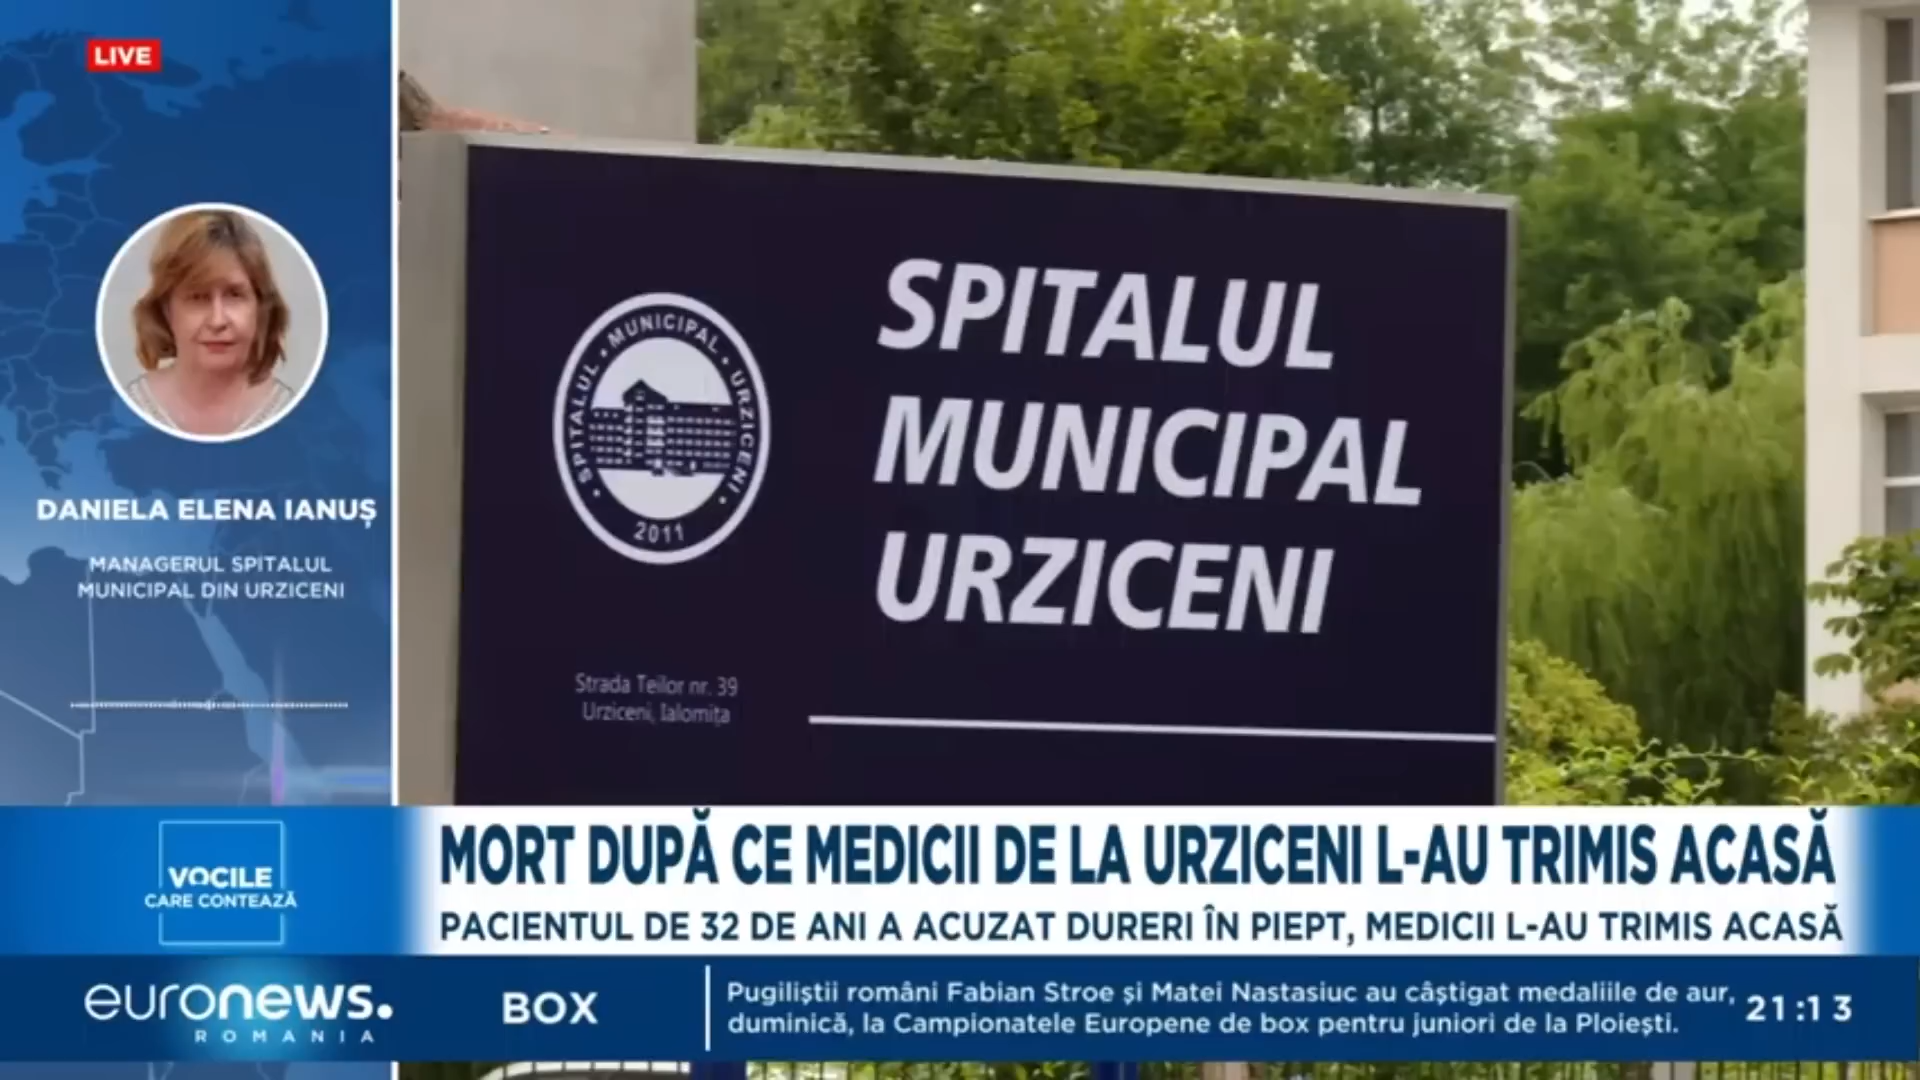 LIVE
DANIELA ELENA IANUȘ
MANAGERUL SPITALUL
MUNICIPAL DIN URZICENI
• SPITALUL • MUNICIPAL • URZICENI •
2011
SPITALUL
MUNICIPAL
URZICENI
Strada Teilor nr. 39
Urziceni, Ialomița
VOCILE
CARE CONTEAZĂ
MORT DUPĂ CE MEDICII DE LA URZICENI L-AU TRIMIS ACASĂ
PACIENTUL DE 32 DE ANI A ACUZAT DURERI ÎN PIEPT, MEDICII L-AU TRIMIS ACASĂ
euronews.
ROMANIA
BOX
Pugiliștii români Fabian Stroe și Matei Nastasiuc au câștigat medaliile de aur,
duminică, la Campionatele Europene de box pentru juniori de la Ploiești.
21:13